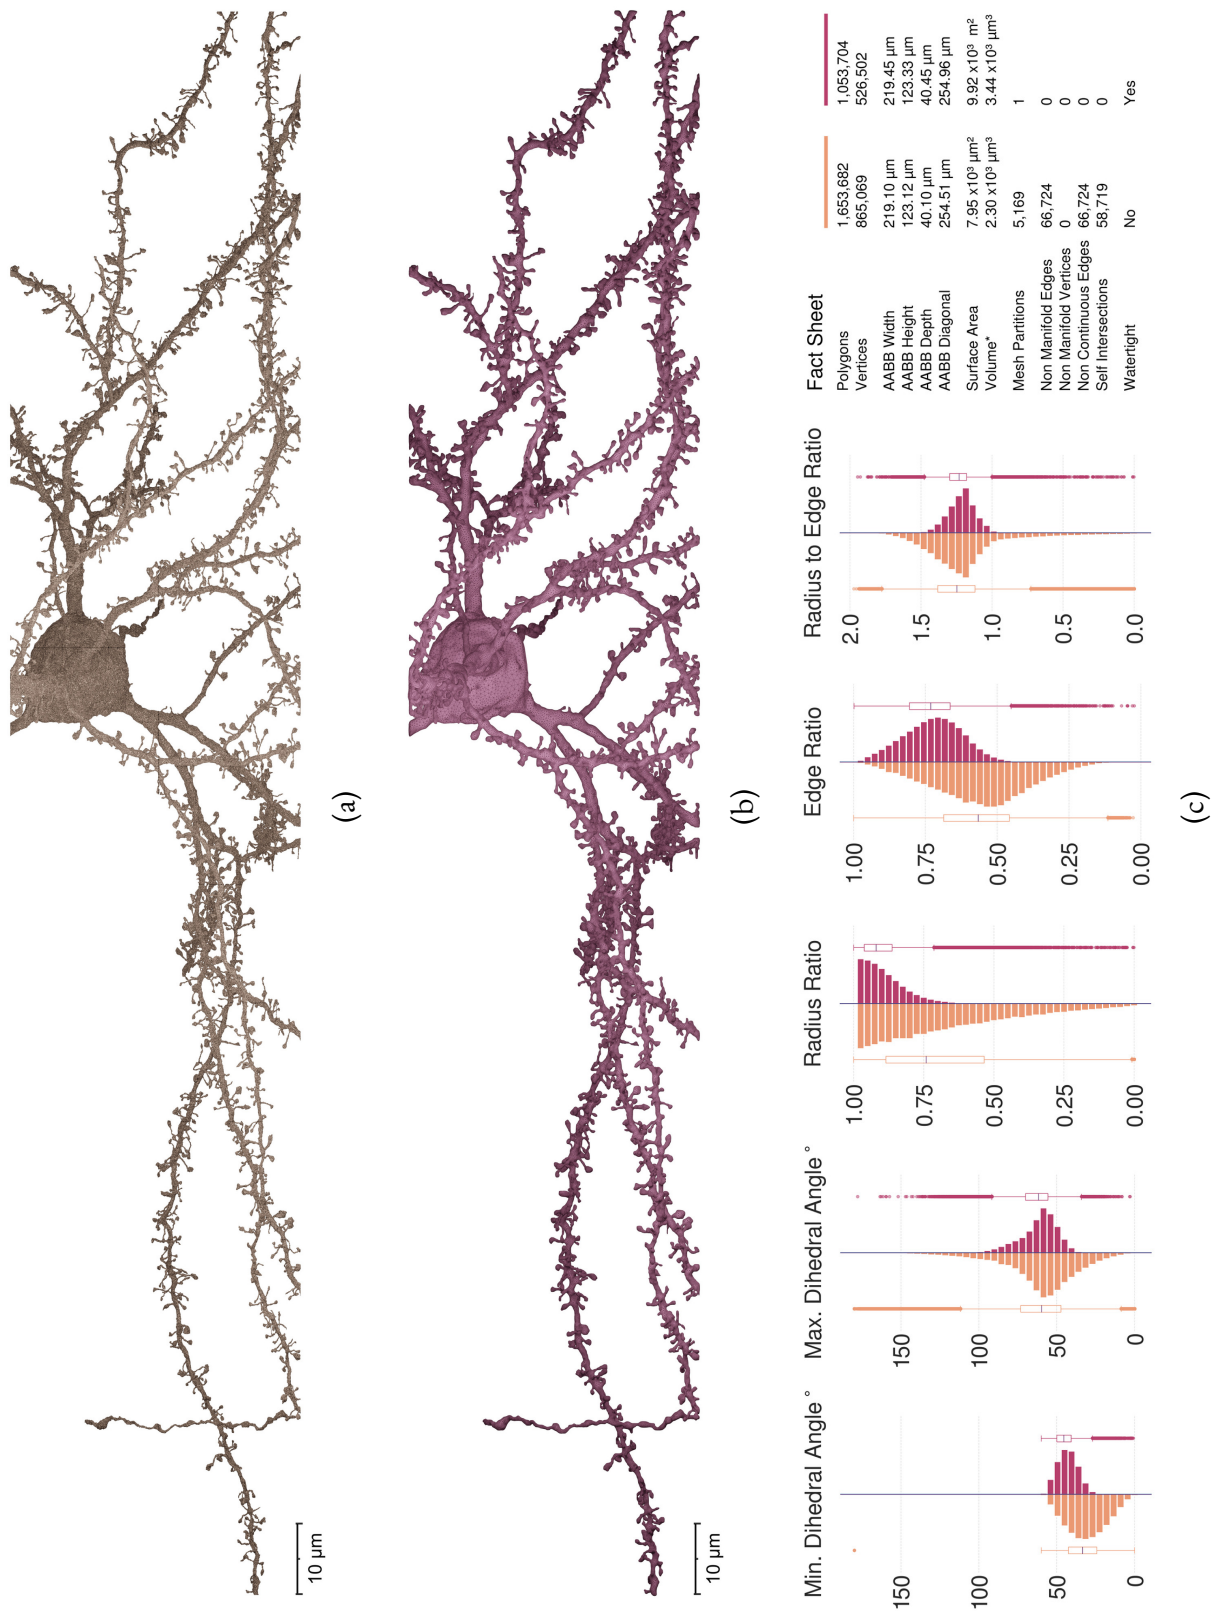 10 μm
(a)
10 μm
(b)
Min. Dihedral Angle °
150
100
50
0
Max. Dihedral Angle °
150
100
50
0
Radius Ratio
1.00
0.75
0.50
0.25
0.00
Edge Ratio
1.00
0.75
0.50
0.25
0.00
Radius to Edge Ratio
2.0
1.5
1.0
0.5
0.0
Fact Sheet
Polygons 1,653,682 1,053,704
Vertices 865,069 526,502
AABB Width 219.10 μm 219.45 μm
AABB Height 123.12 μm 123.33 μm
AABB Depth 40.10 μm 40.45 μm
AABB Diagonal 254.51 μm 254.96 μm
Surface Area 7.95 x10³ μm² 9.92 x10³ m²
Volume* 2.30 x10³ μm³ 3.44 x10³ μm³
Mesh Partitions 5,169 1
Non Manifold Edges 66,724 0
Non Manifold Vertices 0 0
Non Continuous Edges 66,724 0
Self Intersections 58,719 0
Watertight No Yes
(c)